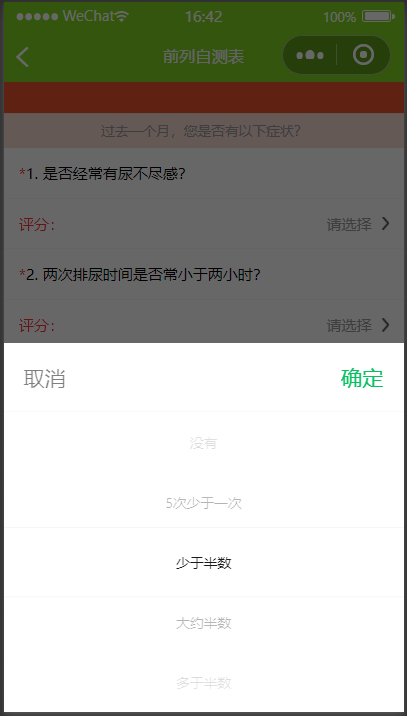 WeChat 16:42 100%
前列自测表
过去一个月，您是否有以下症状?
*1. 是否经常有尿不尽感?
评分: 请选择
*2. 两次排尿时间是否常小于两小时?
评分: 请选择
取消 确定
没有
5次少于一次
少于半数
大约半数
多于半数